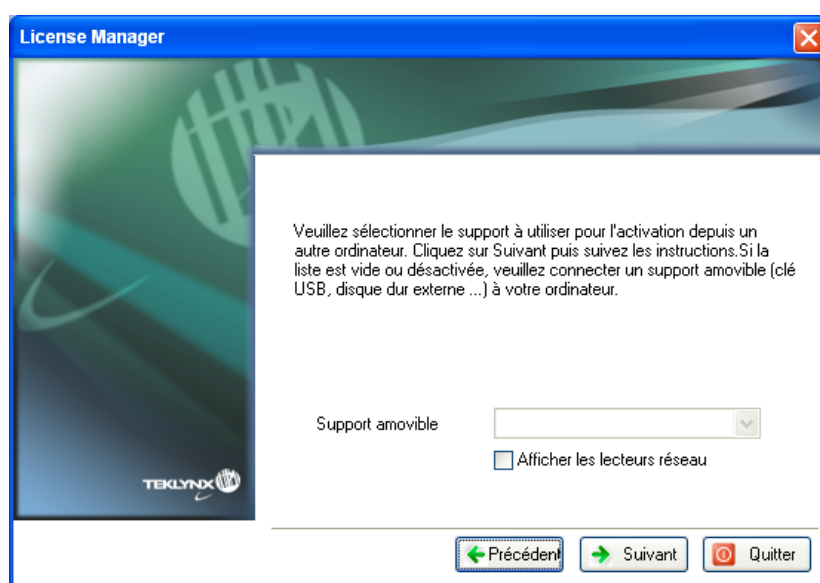 License Manager
Veuillez sélectionner le support à utiliser pour l'activation depuis un
autre ordinateur. Cliquez sur Suivant puis suivez les instructions.Si la
liste est vide ou désactivée, veuillez connecter un support amovible (clé
USB, disque dur externe ...) à votre ordinateur.
Support amovible
Afficher les lecteurs réseau
TEKLYNX
Précédent
Suivant
Quitter